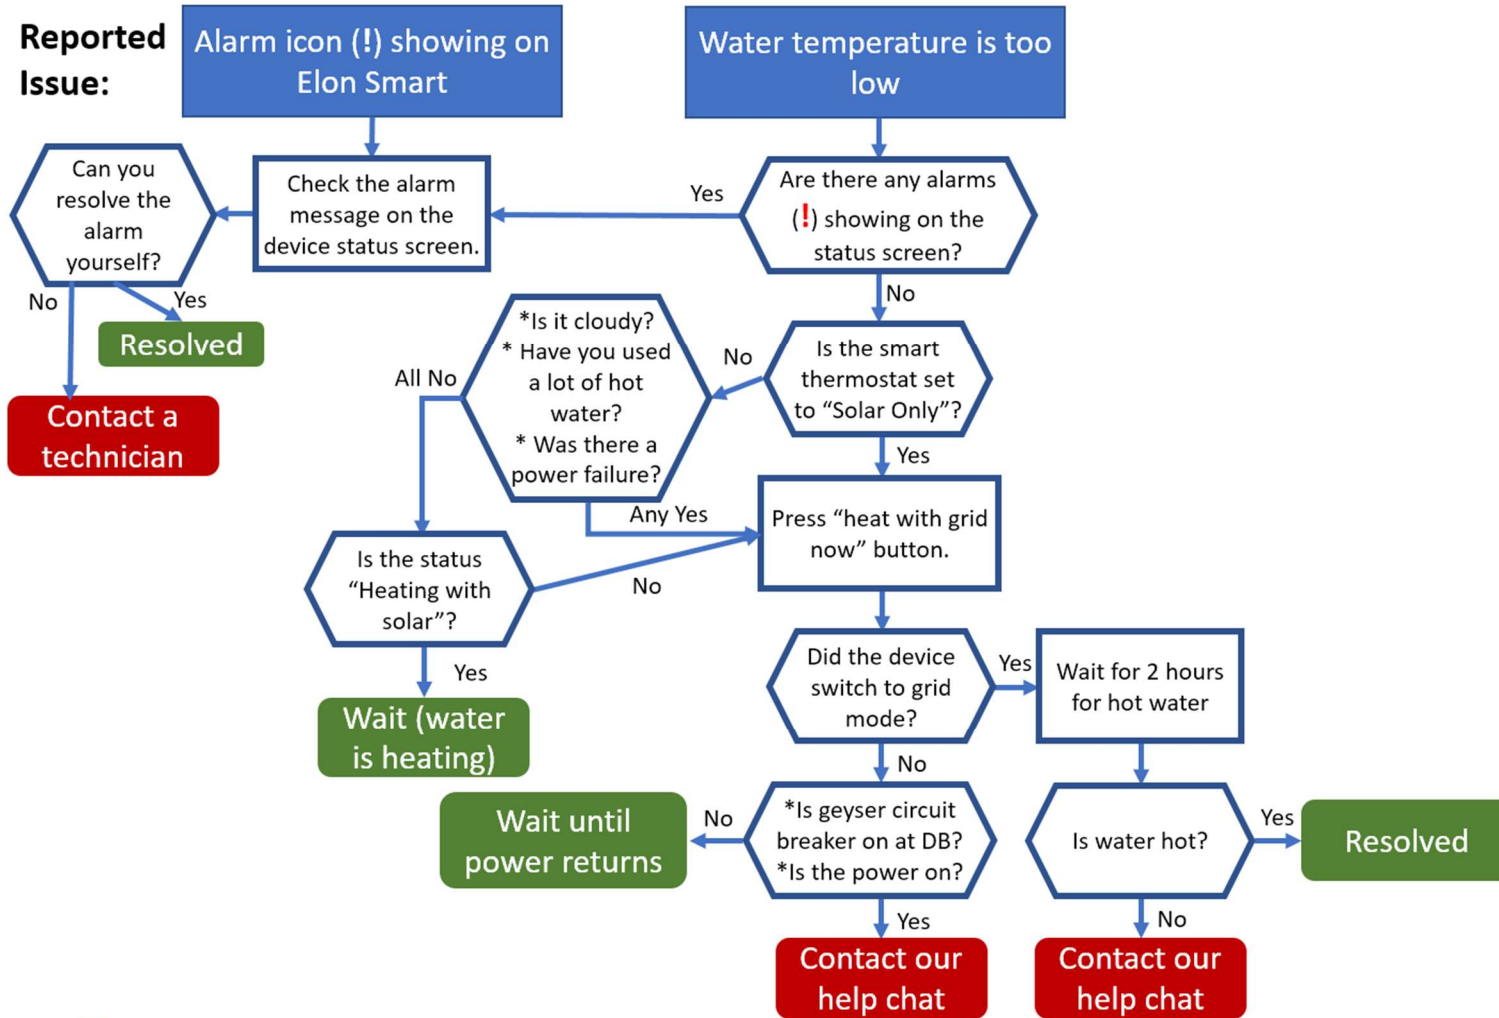 Reported
Issue:
Alarm icon (!) showing on
Elon Smart
Water temperature is too
low
Can you
resolve the
alarm
yourself?
Check the alarm
message on the
device status screen.
Yes
Are there any alarms
(!) showing on the
status screen?
No
Yes
Resolved
Contact a
technician
No
*Is it cloudy?
* Have you used
a lot of hot
water?
* Was there a
power failure?
No
Is the smart
thermostat set
to “Solar Only”?
All No
Yes
Any Yes
Press “heat with grid
now” button.
Is the status
“Heating with
solar”?
No
Yes
Wait (water
is heating)
Did the device
switch to grid
mode?
Yes
Wait for 2 hours
for hot water
No
Wait until
power returns
No
*Is geyser circuit
breaker on at DB?
*Is the power on?
Is water hot?
Yes
Resolved
Yes
No
Contact our
help chat
Contact our
help chat